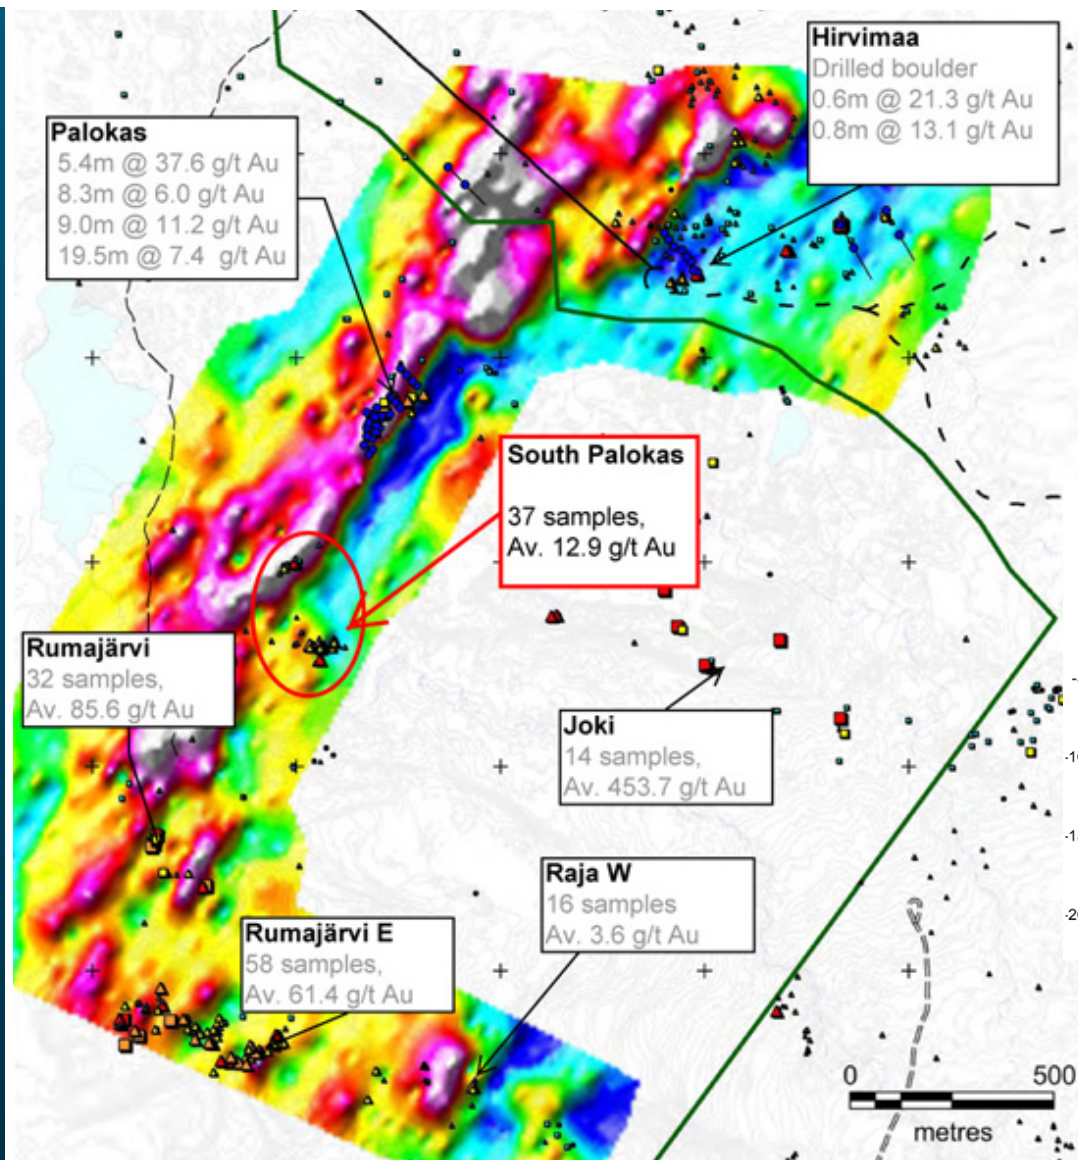 Hirvimaa
Drilled boulder
0.6m @ 21.3 g/t Au
0.8m @ 13.1 g/t Au
Palokas
5.4m @ 37.6 g/t Au
8.3m @ 6.0 g/t Au
9.0m @ 11.2 g/t Au
19.5m @ 7.4 g/t Au
South Palokas
37 samples,
Av. 12.9 g/t Au
Rumajärvi
32 samples,
Av. 85.6 g/t Au
Joki
14 samples,
Av. 453.7 g/t Au
Raja W
16 samples
Av. 3.6 g/t Au
Rumajärvi E
58 samples,
Av. 61.4 g/t Au
0 500
metres